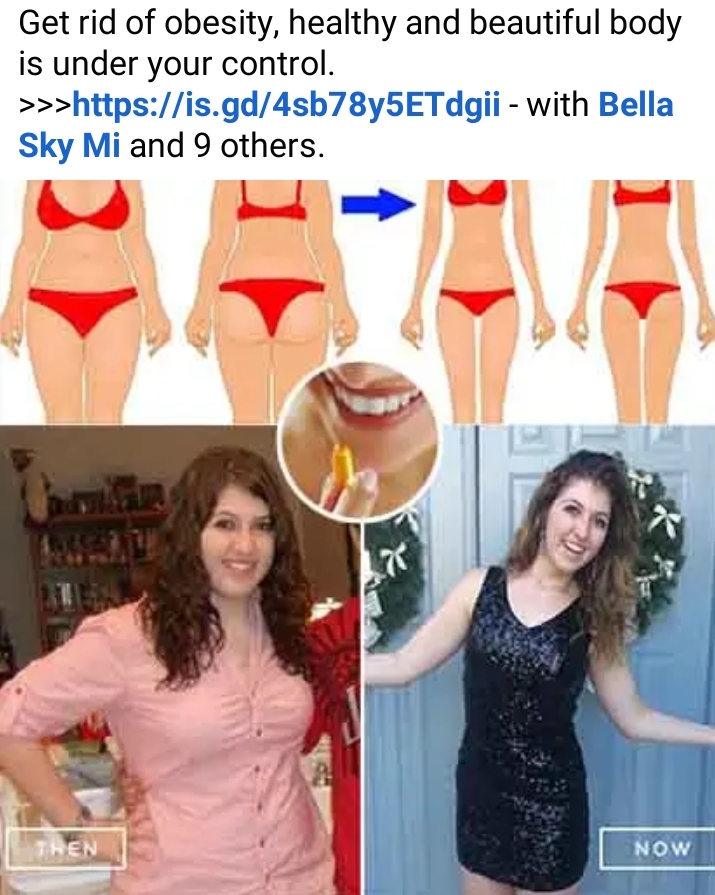 Get rid of obesity, healthy and beautiful body
is under your control.
>>>https://is.gd/4sb78y5ETdgii - with Bella
Sky Mi and 9 others.
THEN
NOW